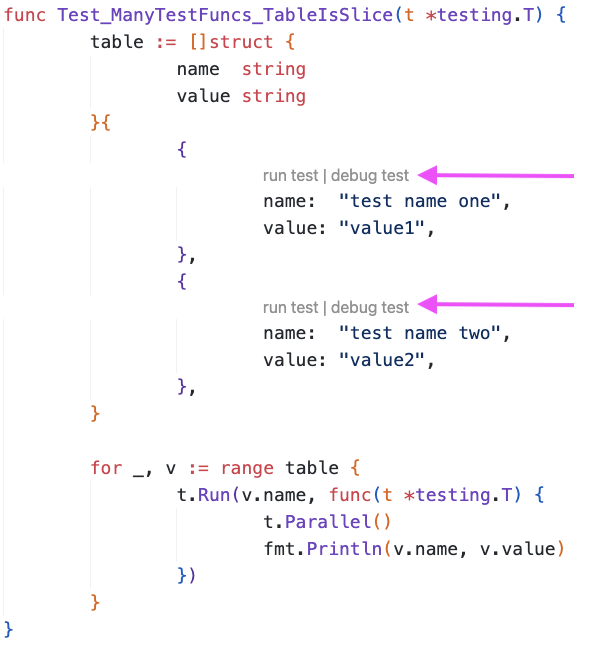 func Test_ManyTestFuncs_TableIsSlice(t *testing.T) {
        table := []struct {
                name  string
                value string
        }{
                {
                        run test | debug test
                        name:  "test name one",
                        value: "value1",
                },
                {
                        run test | debug test
                        name:  "test name two",
                        value: "value2",
                },
        }

        for _, v := range table {
                t.Run(v.name, func(t *testing.T) {
                        t.Parallel()
                        fmt.Println(v.name, v.value)
                })
        }
}